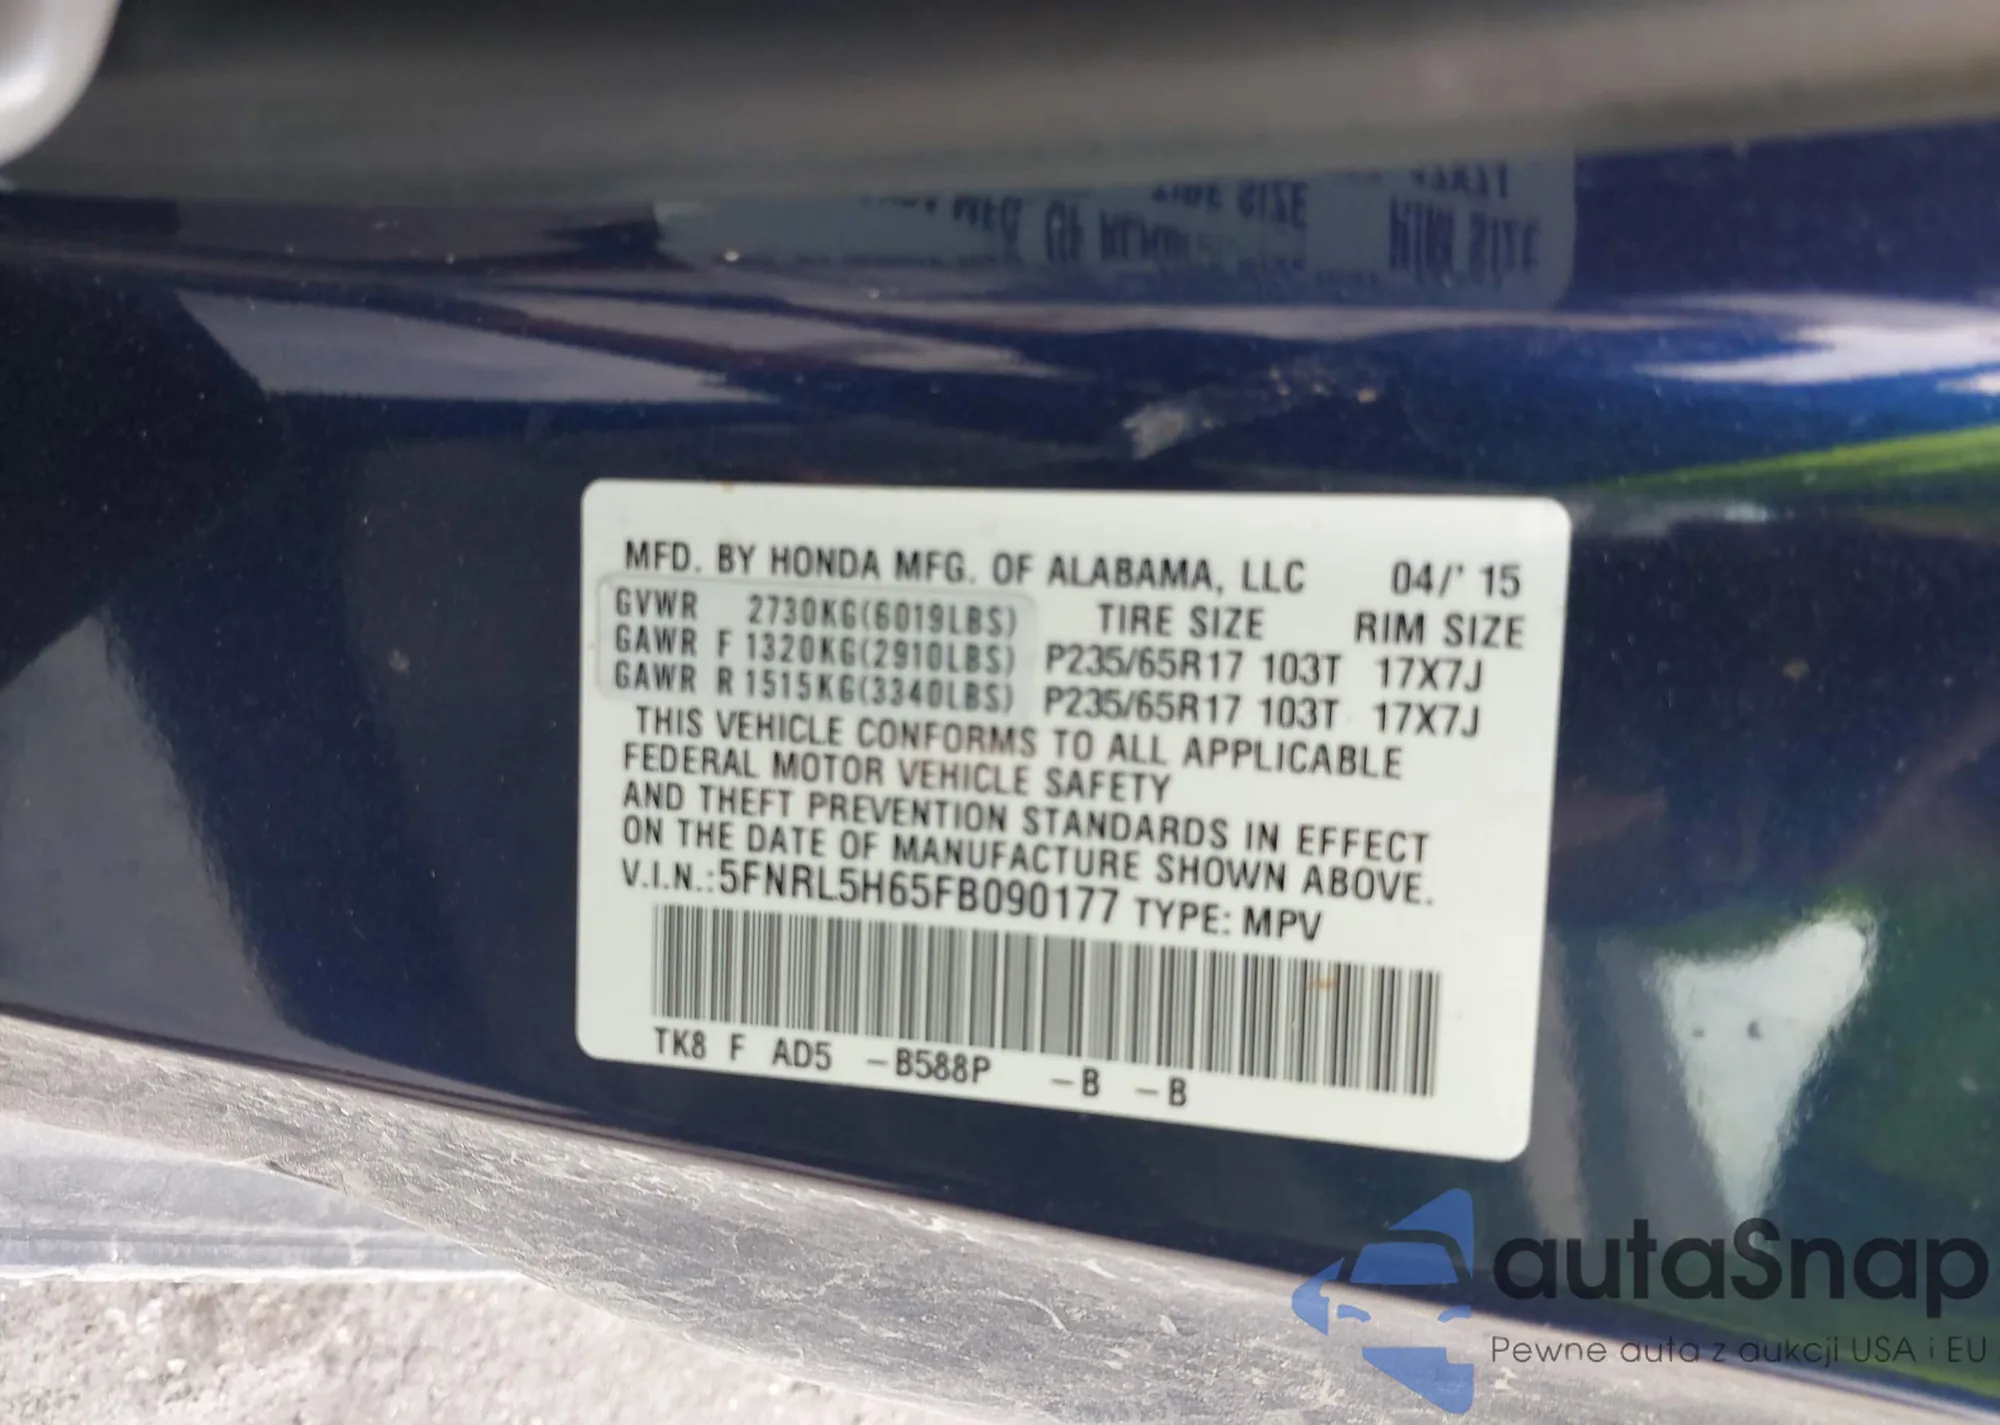 MFD. BY HONDA MFG. OF ALABAMA, LLC 04/' 15
GVWR 2730KG(6019LBS) TIRE SIZE RIM SIZE
GAWR F 1320KG(2910LBS) P235/65R17 103T 17X7J
GAWR R 1515KG(3340LBS) P235/65R17 103T 17X7J
THIS VEHICLE CONFORMS TO ALL APPLICABLE
FEDERAL MOTOR VEHICLE SAFETY
AND THEFT PREVENTION STANDARDS IN EFFECT
ON THE DATE OF MANUFACTURE SHOWN ABOVE.
V.I.N.:5FNRL5H65FB090177 TYPE: MPV
TK8 F AD5 –B588P –B –B
autaSnap
Pewne auta z aukcji USA i EU